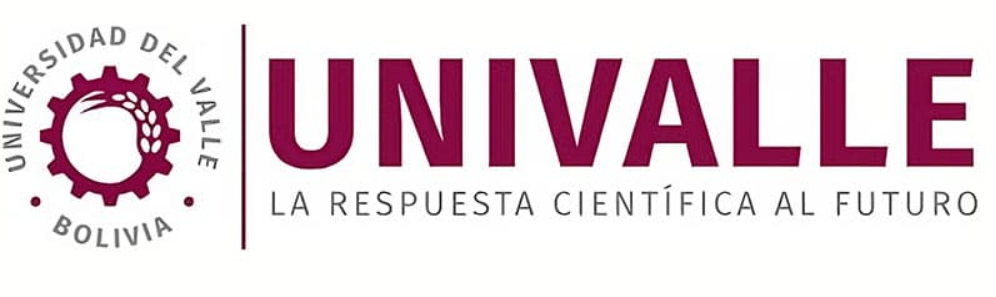 UNIVERSIDAD DEL VALLE
BOLIVIA
UNIVALLE
LA RESPUESTA CIENTÍFICA AL FUTURO